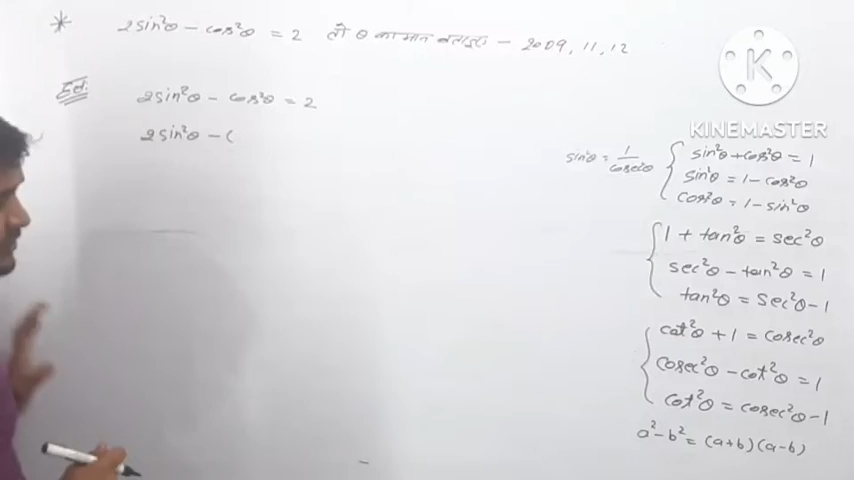 * 2sin²θ - cos²θ = 2 तो θ का मान बताइए - 2009, 11, 12
हल:
2sin²θ - cos²θ = 2
2sin²θ - (
K
KINEMASTER
sin²θ = 1/cosec²θ
sin²θ + cos²θ = 1
sin²θ = 1 - cos²θ
cos²θ = 1 - sin²θ
1 + tan²θ = sec²θ
sec²θ - tan²θ = 1
tan²θ = sec²θ - 1
cot²θ + 1 = cosec²θ
cosec²θ - cot²θ = 1
cot²θ = cosec²θ - 1
a² - b² = (a+b) (a-b)